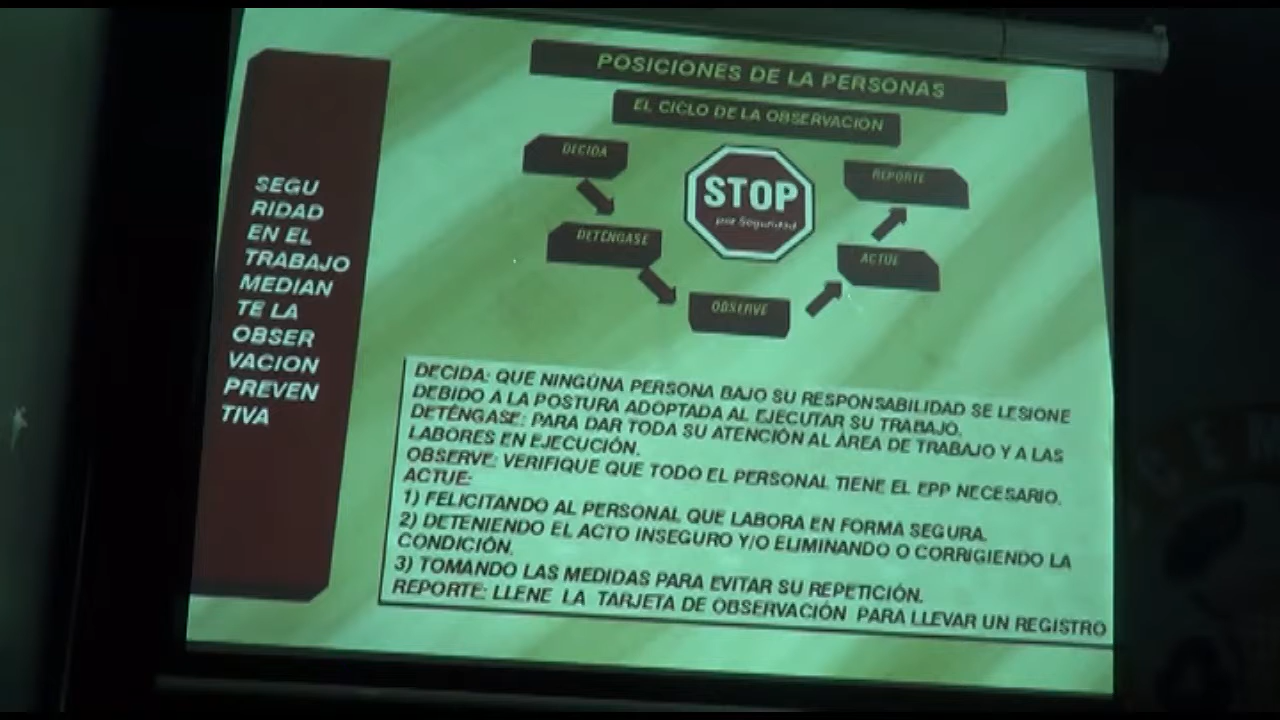 POSICIONES DE LA PERSONAS
EL CICLO DE LA OBSERVACION
DECIDA
DETÉNGASE
OBSERVE
ACTUE
REPORTE
STOP
por Seguridad
SEGU
RIDAD
EN EL
TRABAJO
MEDIAN
TE LA
OBSER
VACION
PREVEN
TIVA
DECIDA: QUE NINGÚNA PERSONA BAJO SU RESPONSABILIDAD SE LESIONE
DEBIDO A LA POSTURA ADOPTADA AL EJECUTAR SU TRABAJO.
DETÉNGASE: PARA DAR TODA SU ATENCIÓN AL ÁREA DE TRABAJO Y A LAS
LABORES EN EJECUCIÓN.
OBSERVE: VERIFIQUE QUE TODO EL PERSONAL TIENE EL EPP NECESARIO.
ACTUE:
1) FELICITANDO AL PERSONAL QUE LABORA EN FORMA SEGURA.
2) DETENIENDO EL ACTO INSEGURO Y/O ELIMINANDO O CORRIGIENDO LA
CONDICIÓN.
3) TOMANDO LAS MEDIDAS PARA EVITAR SU REPETICIÓN.
REPORTE: LLENE LA TARJETA DE OBSERVACIÓN PARA LLEVAR UN REGISTRO